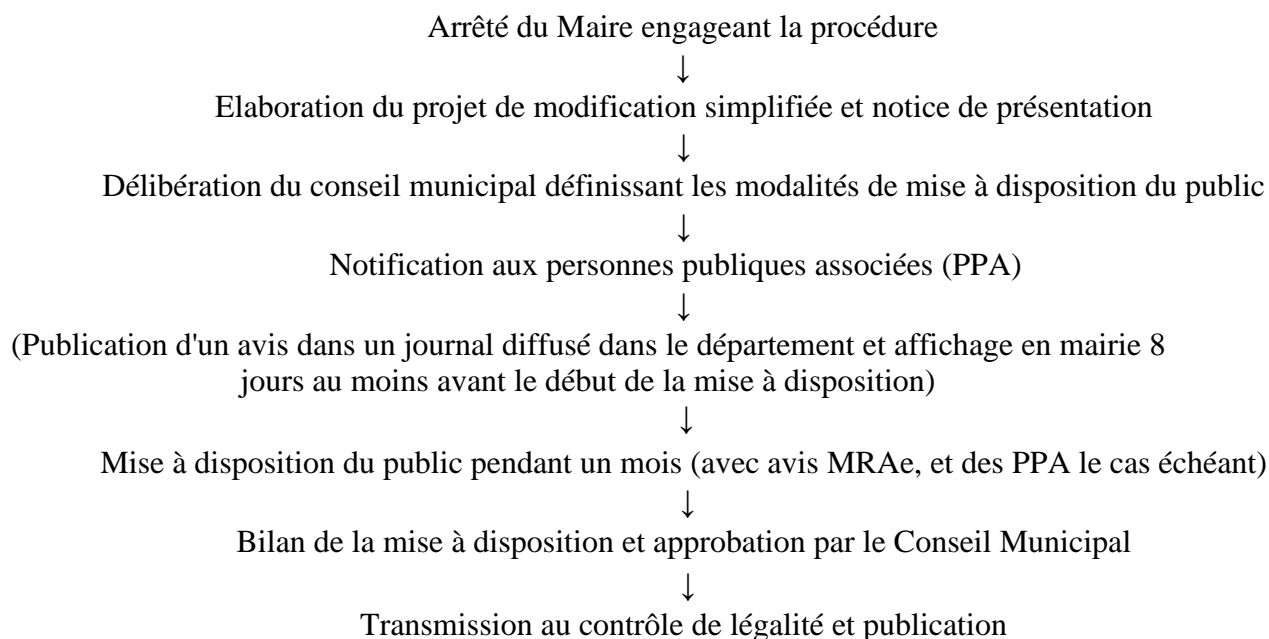 Arrêté du Maire engageant la procédure
↓
Elaboration du projet de modification simplifiée et notice de présentation
↓
Délibération du conseil municipal définissant les modalités de mise à disposition du public
↓
Notification aux personnes publiques associées (PPA)
↓
(Publication d'un avis dans un journal diffusé dans le département et affichage en mairie 8
jours au moins avant le début de la mise à disposition)
↓
Mise à disposition du public pendant un mois (avec avis MRAe, et des PPA le cas échéant)
↓
Bilan de la mise à disposition et approbation par le Conseil Municipal
↓
Transmission au contrôle de légalité et publication